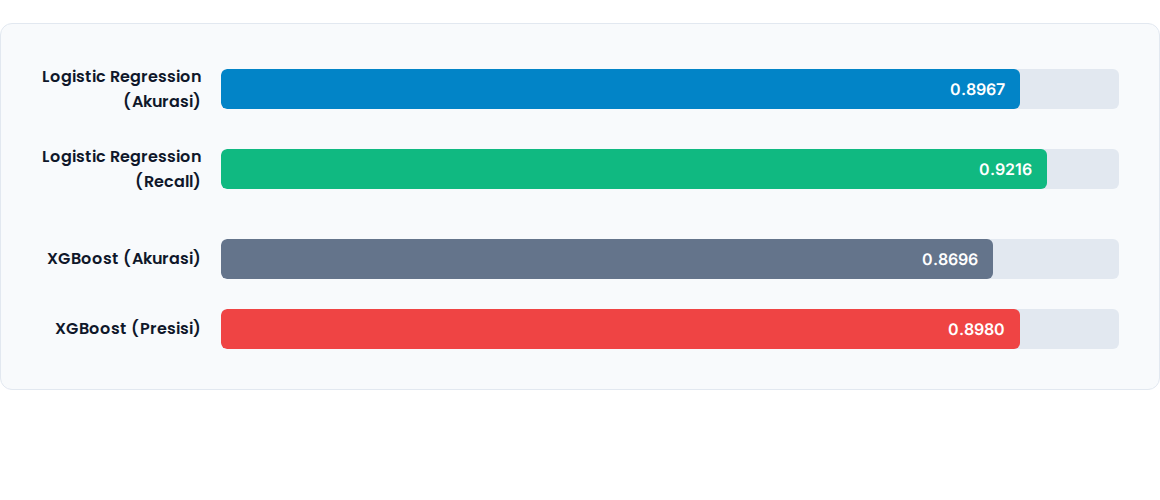 Logistic Regression
(Akurasi)
0.8967
Logistic Regression
(Recall)
0.9216
XGBoost (Akurasi)
0.8696
XGBoost (Presisi)
0.8980